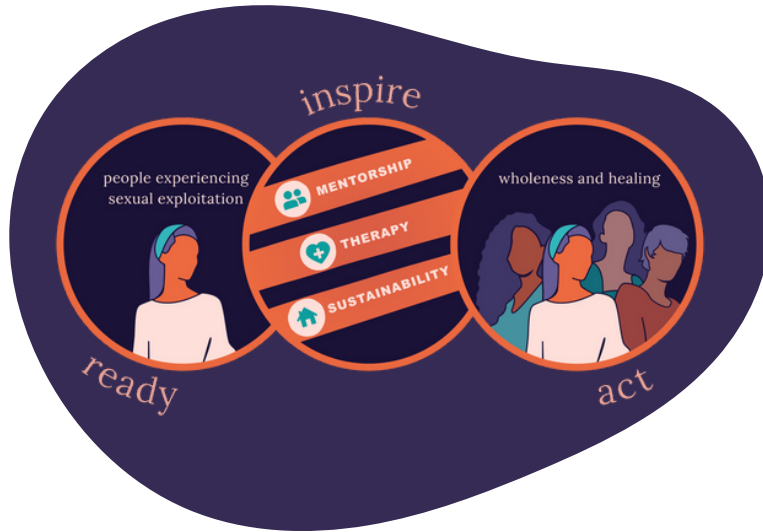 inspire
people experiencing
sexual exploitation
ready
MENTORSHIP
THERAPY
SUSTAINABILITY
wholeness and healing
act